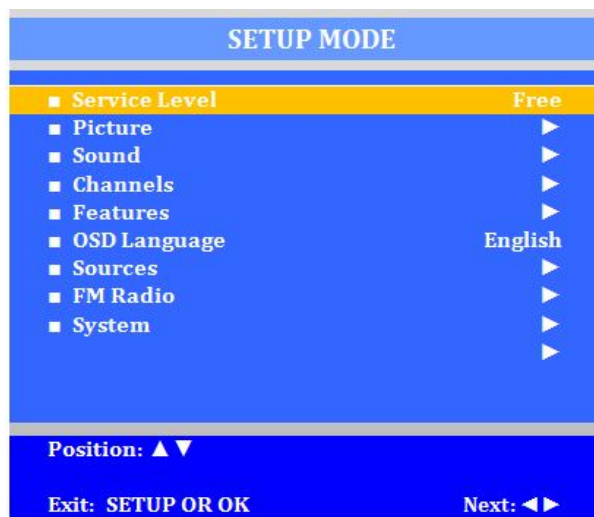 SETUP MODE
■ Service Level Free
■ Picture ►
■ Sound ►
■ Channels ►
■ Features ►
■ OSD Language English
■ Sources ►
■ FM Radio ►
■ System ►
►
Position: ▲ ▼
Exit: SETUP OR OK Next: ◄ ►